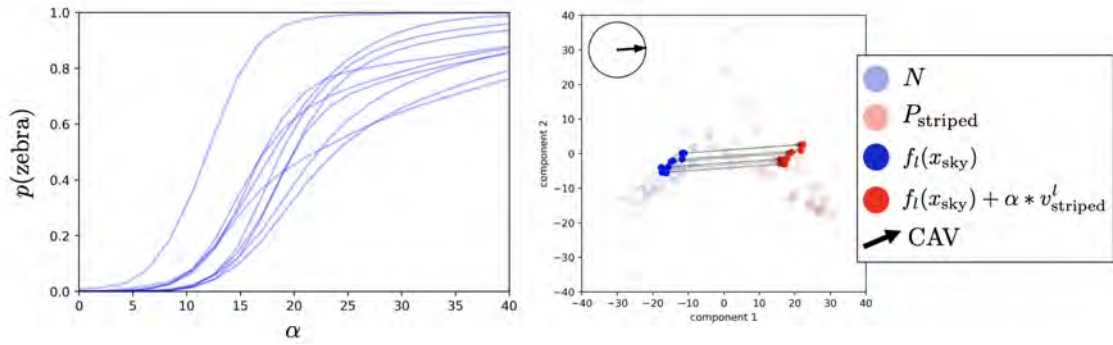 1.0
0.8
0.6
0.4
0.2
0.0
p(zebra)
0 5 10 15 20 25 30 35 40
α
40
30
20
10
0
−10
−20
−30
−40
component 2
−40 −30 −20 −10 0 10 20 30 40
component 1
N
P_striped
f_l(x_sky)
f_l(x_sky) + α * v^l_striped
CAV